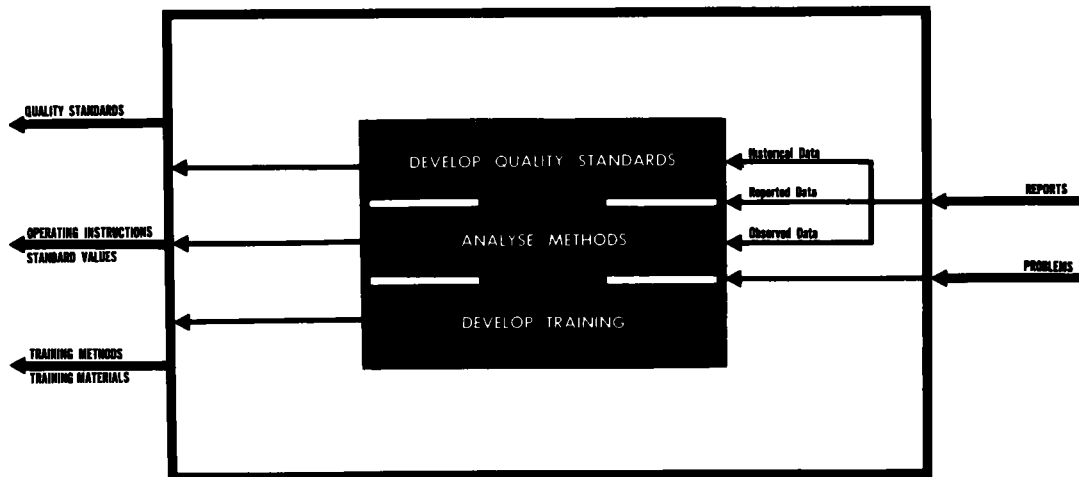 QUALITY STANDARDS
OPERATING INSTRUCTIONS
STANDARD VALUES
TRAINING METHODS
TRAINING MATERIALS
DEVELOP QUALITY STANDARDS
ANALYSE METHODS
DEVELOP TRAINING
Historical Data
Reported Data
Observed Data
REPORTS
PROBLEMS